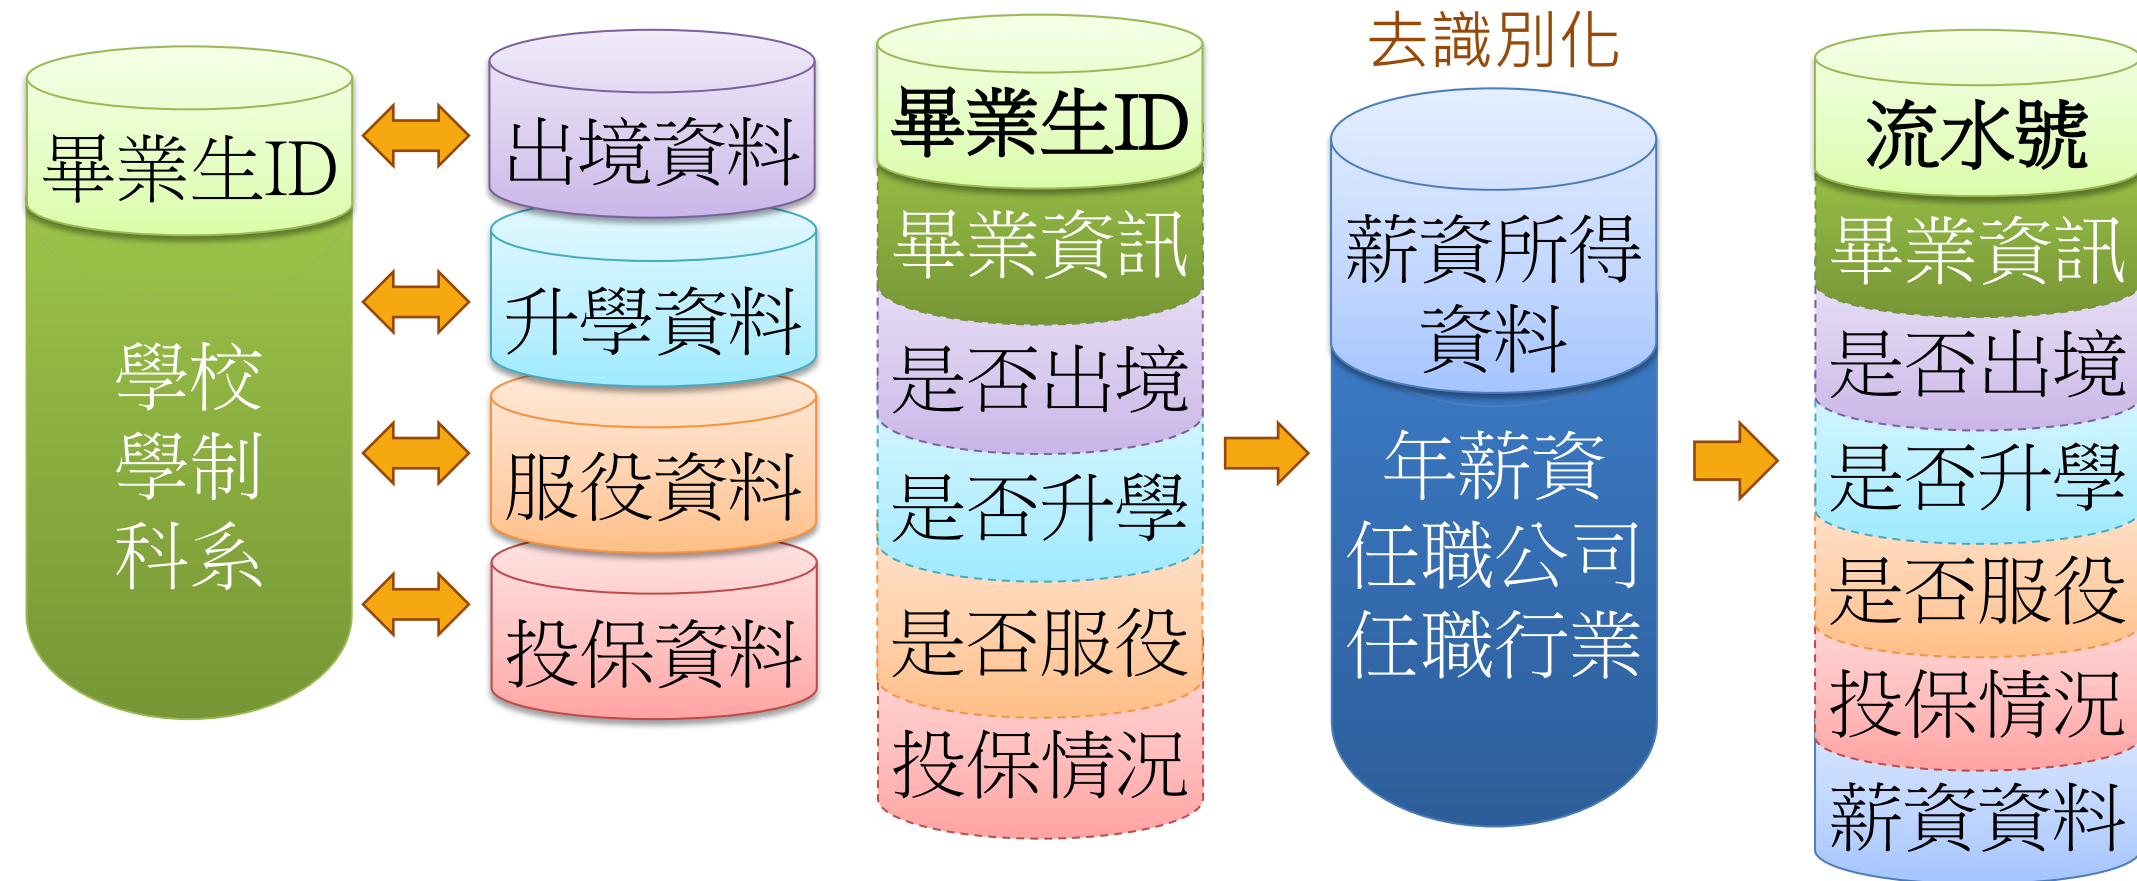 畢業生ID
學校
學制
科系
出境資料
升學資料
服役資料
投保資料
畢業生ID
畢業資訊
是否出境
是否升學
是否服役
投保情況
去識別化
薪資所得
資料
年薪資
任職公司
任職行業
流水號
畢業資訊
是否出境
是否升學
是否服役
投保情況
薪資資料